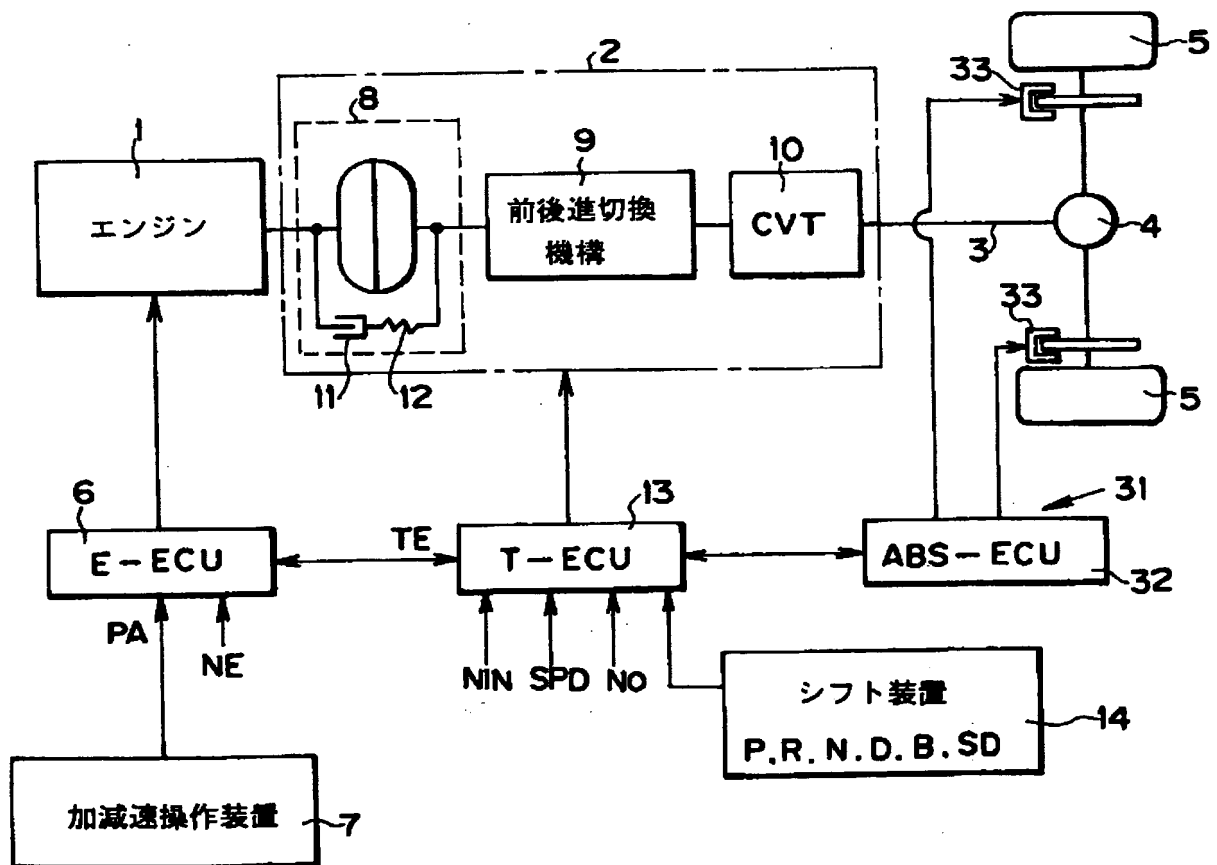 2
5
33
8
1
エンジン
9
前後進切換
機構
10
CVT
3
4
33
11
12
5
6
E-ECU
TE
13
T-ECU
31
ABS-ECU
32
PA
NE
NIN
SPD
NO
シフト装置
P.R.N.D.B.SD
14
加減速操作装置
7